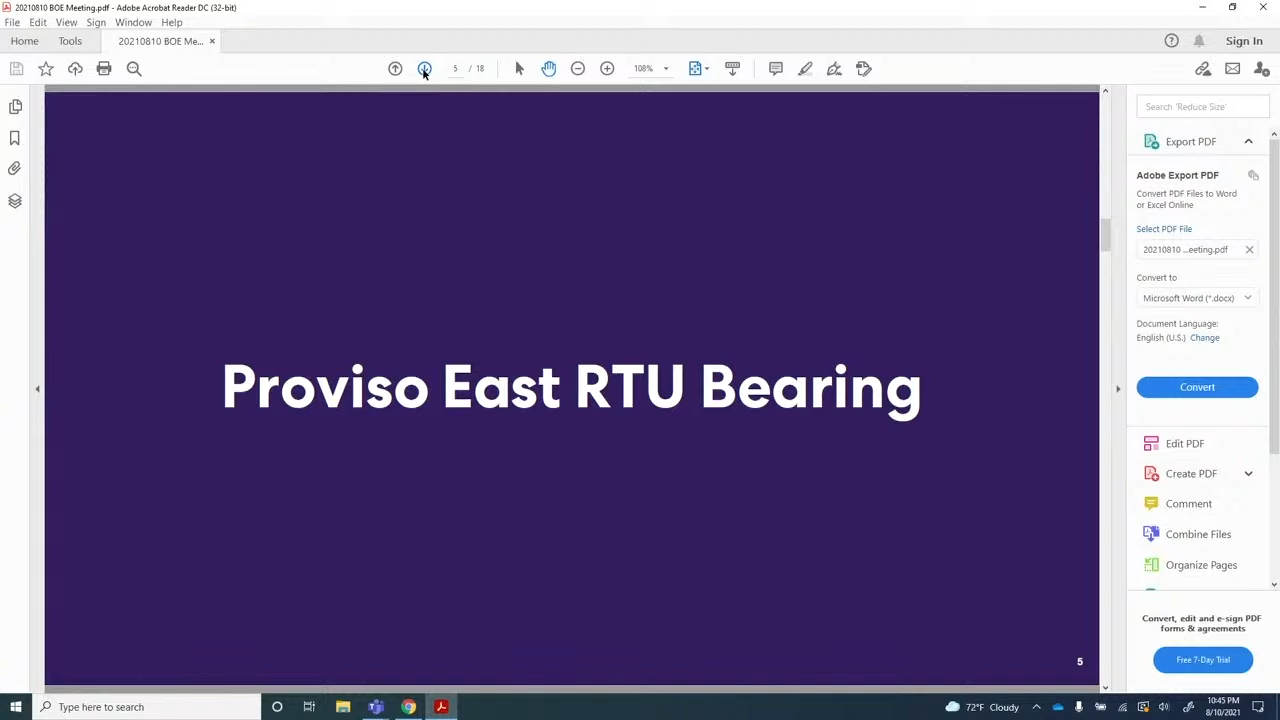 20210810 BOE Meeting.pdf - Adobe Acrobat Reader DC (32-bit)
File Edit View Sign Window Help
Home Tools 20210810 BOE Me... × Sign In
5 / 18 108%
Search 'Reduce Size'
Export PDF
Adobe Export PDF
Convert PDF Files to Word
or Excel Online
Select PDF File
20210810 ...eeting.pdf
Convert to
Microsoft Word (*.docx)
Document Language:
English (U.S.) Change
Convert
Edit PDF
Create PDF
Comment
Combine Files
Organize Pages
Convert, edit and e-sign PDF
forms & agreements
Free 7-Day Trial
Proviso East RTU Bearing
5
Type here to search
72°F Cloudy
10:45 PM
8/10/2021